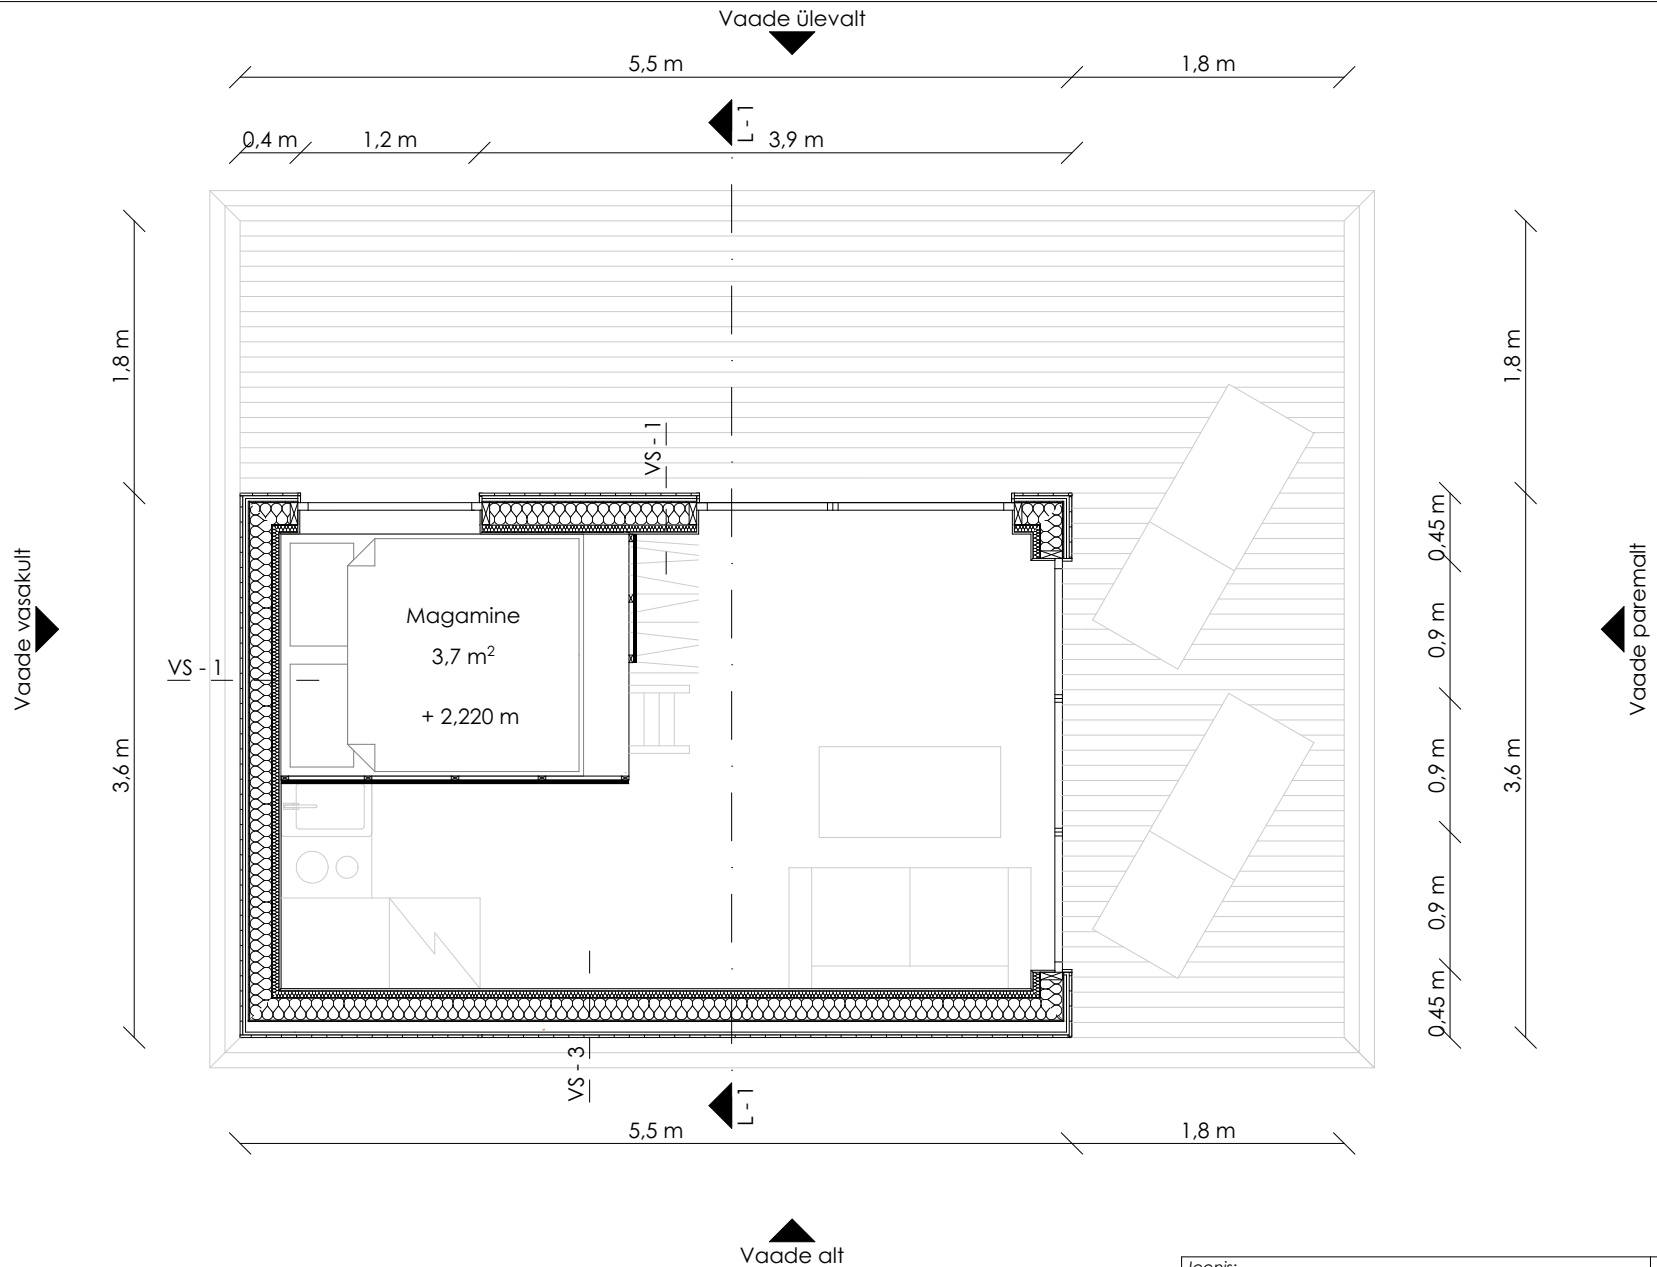 Vaade ülevalt
5,5 m
1,8 m
L - 1
0,4 m
1,2 m
3,9 m
1,8 m
1,8 m
VS - 1
0,45 m
Vaade vasakult
Magamine
3,7 m²
+ 2,220 m
VS - 1
0,9 m
Vaade paremalt
3,6 m
0,9 m
3,6 m
0,9 m
0,45 m
VS - 3
L - 1
5,5 m
1,8 m
Vaade alt